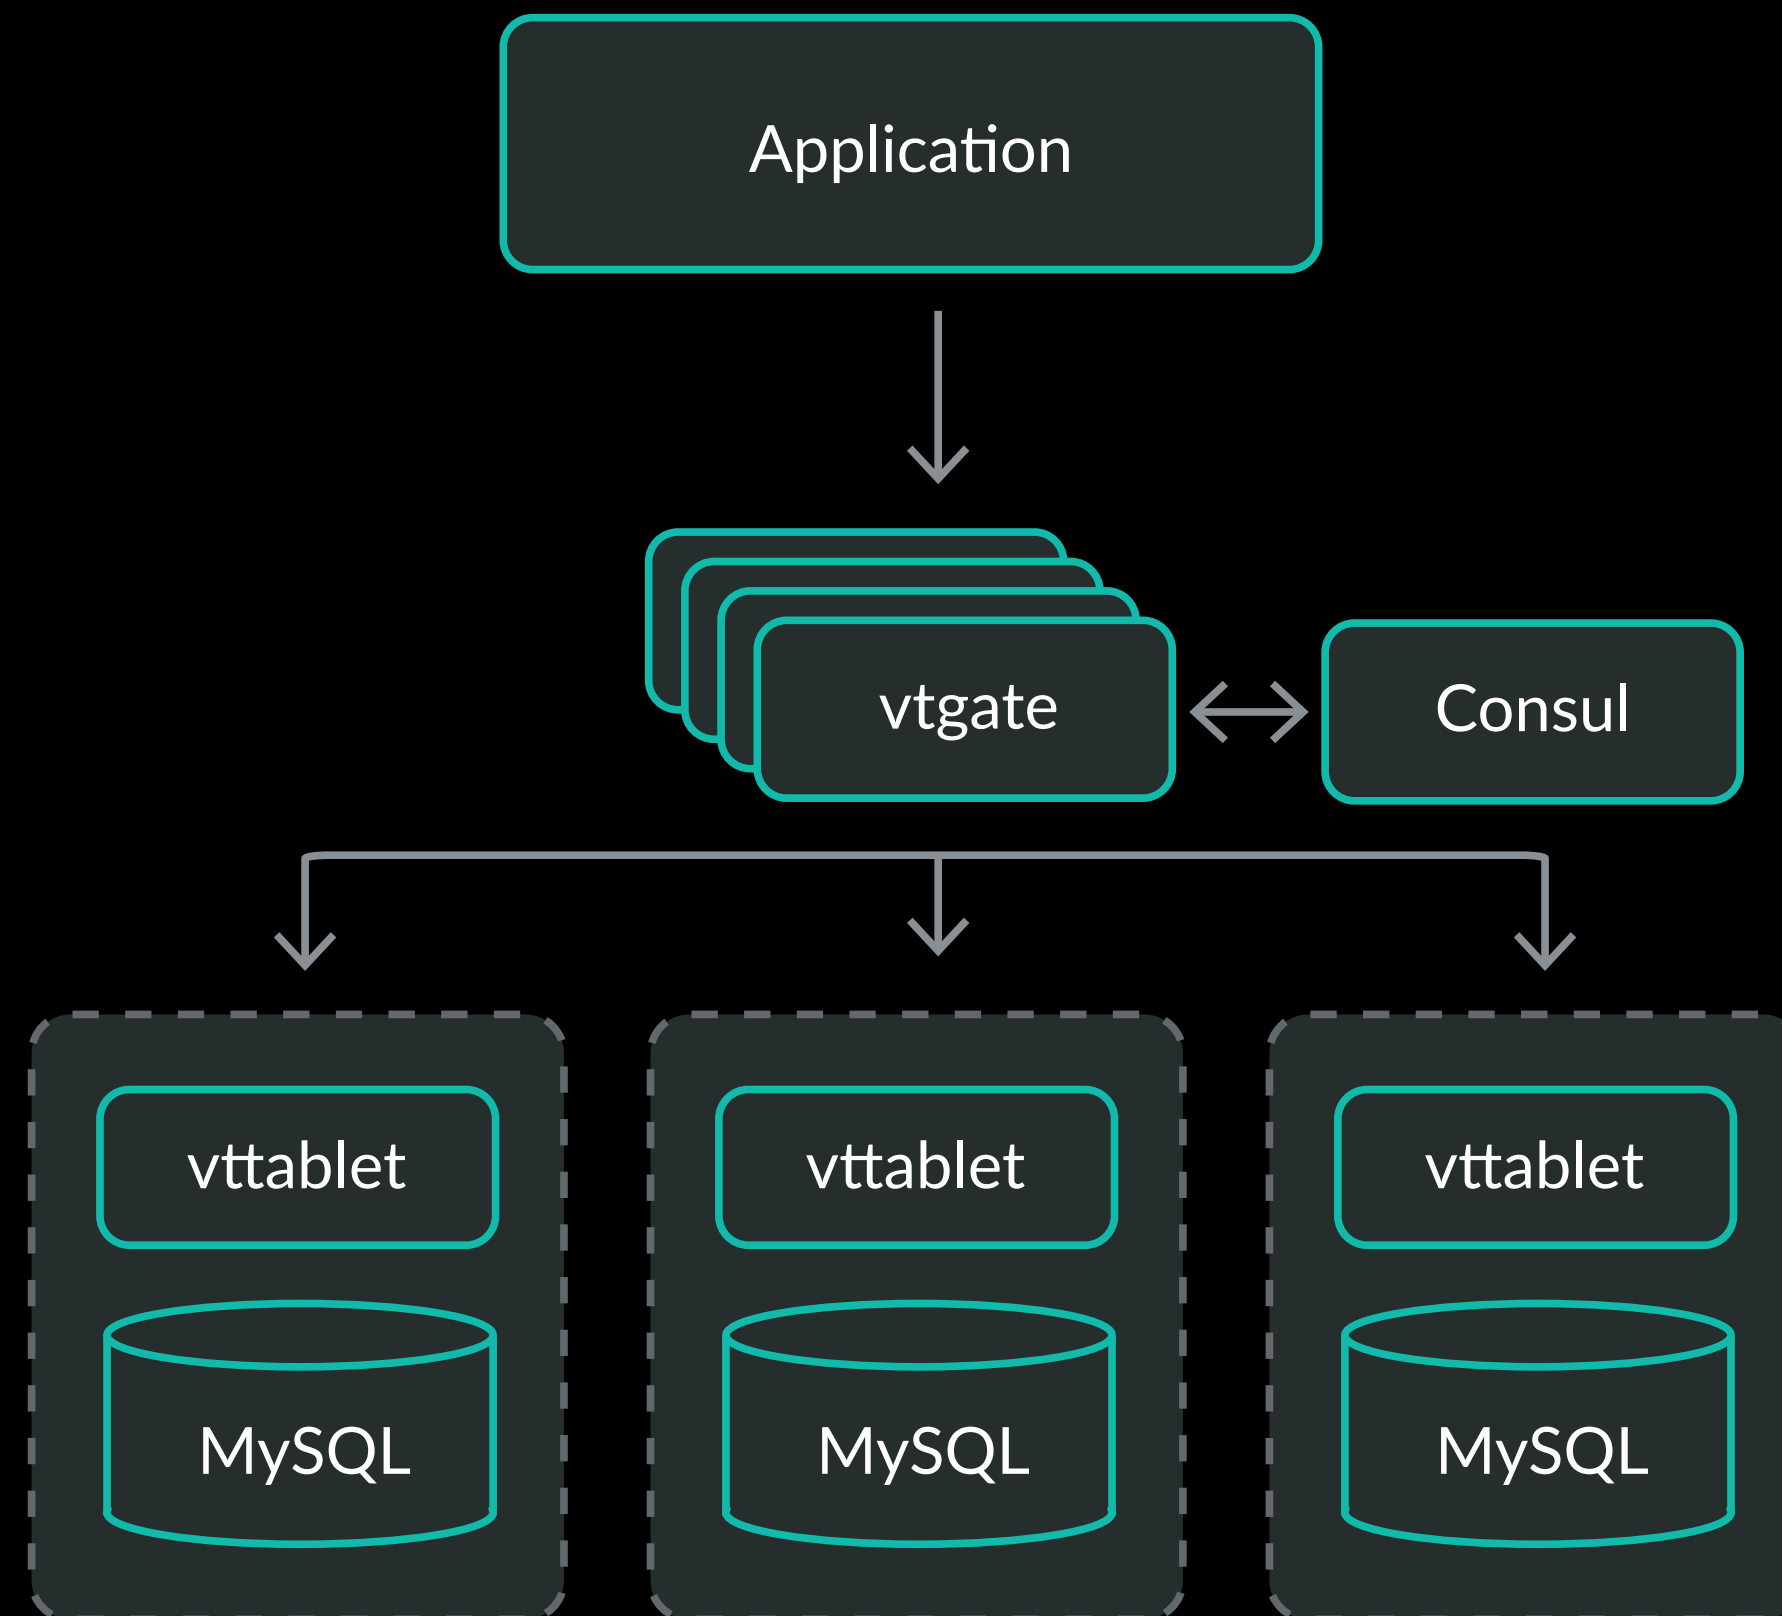 Application
vtgate
Consul
vttablet
vttablet
vttablet
MySQL
MySQL
MySQL